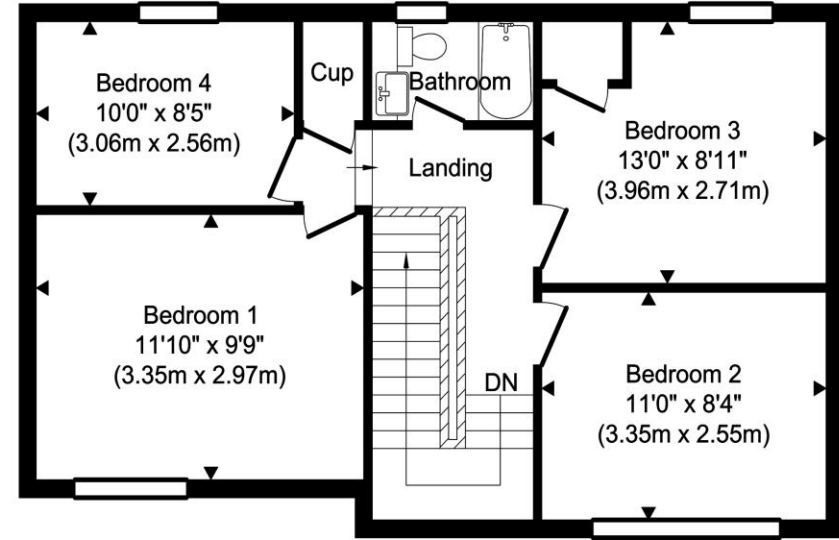 Bedroom 4
10'0" x 8'5"
(3.06m x 2.56m)
Cup
Bathroom
Bedroom 3
13'0" x 8'11"
(3.96m x 2.71m)
Landing
Bedroom 1
11'10" x 9'9"
(3.35m x 2.97m)
DN
Bedroom 2
11'0" x 8'4"
(3.35m x 2.55m)